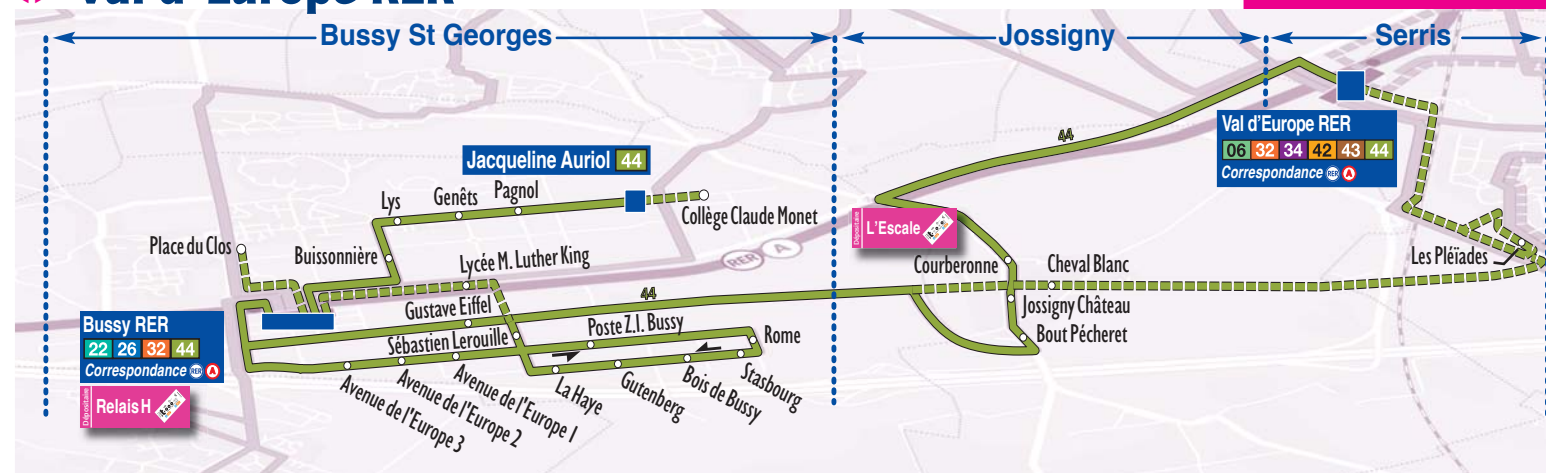 Val d'Europe RER
Bussy St Georges
Jossigny
Serris
44
Val d'Europe RER
06 32 34 42 43 44
Correspondance RER A
Jacqueline Auriol 44
Lys
Genêts
Pagnol
Collège Claude Monet
Dépositaire
L'Escale
Place du Clos
Buissonnière
Lycée M. Luther King
RER A
Courberonne
Cheval Blanc
Les Pléïades
44
Jossigny Château
Gustave Eiffel
Bussy RER
22 26 32 44
Correspondance RER A
Sébastien Lerouille
Poste Z.I. Bussy
Rome
Bout Pécheret
Dépositaire
Relais H
Avenue de l'Europe 3
Avenue de l'Europe 2
Avenue de l'Europe 1
La Haye
Gutenberg
Bois de Bussy
Stasbourg